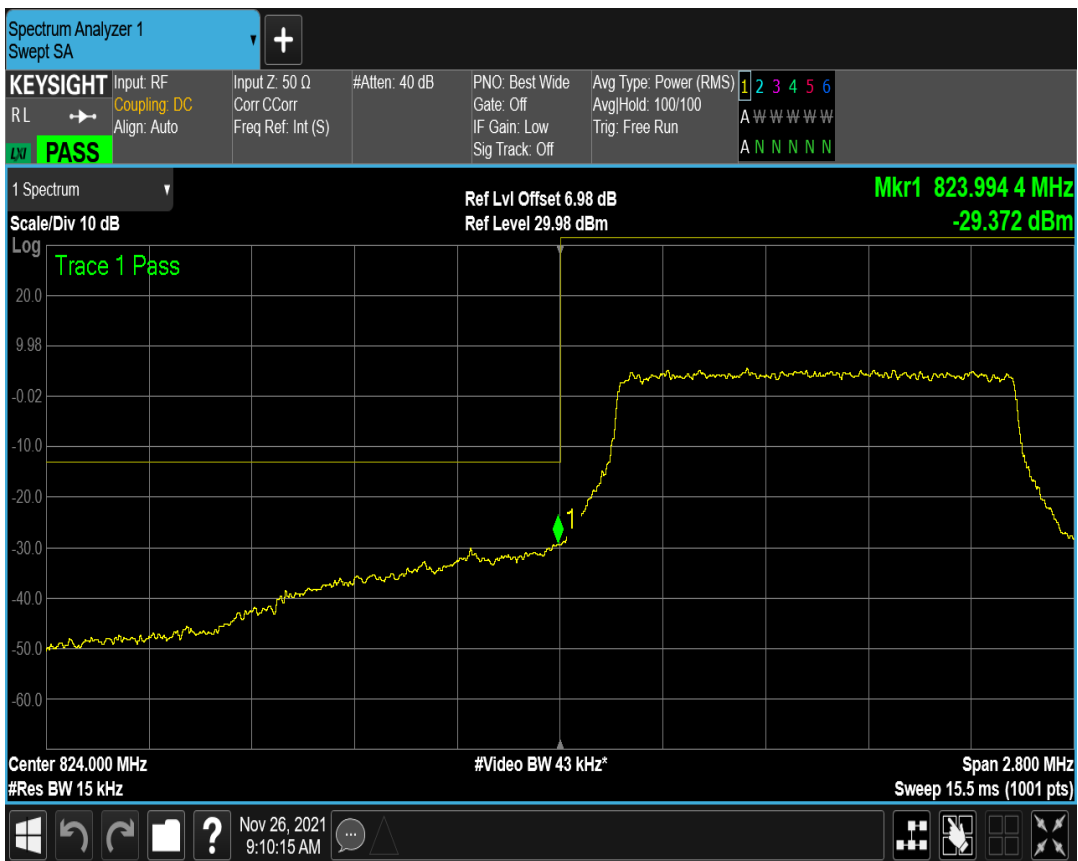 Spectrum Analyzer 1
Swept SA
+
KEYSIGHT
RL
LXI PASS
Input: RF
Coupling: DC
Align: Auto
Input Z: 50 Ω
Corr CCorr
Freq Ref: Int (S)
#Atten: 40 dB
PNO: Best Wide
Gate: Off
IF Gain: Low
Sig Track: Off
Avg Type: Power (RMS)
Avg|Hold: 100/100
Trig: Free Run
1 2 3 4 5 6
A W W W W W
A N N N N N
1 Spectrum
Scale/Div 10 dB
Ref Lvl Offset 6.98 dB
Ref Level 29.98 dBm
Mkr1 823.994 4 MHz
-29.372 dBm
Log
Trace 1 Pass
20.0
9.98
-0.02
-10.0
-20.0
1
-30.0
-40.0
-50.0
-60.0
Center 824.000 MHz
#Res BW 15 kHz
#Video BW 43 kHz*
Span 2.800 MHz
Sweep 15.5 ms (1001 pts)
?
Nov 26, 2021
9:10:15 AM